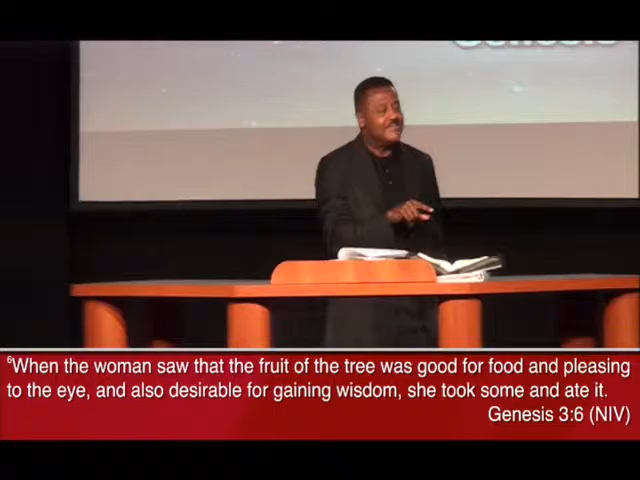 Genesis
⁶When the woman saw that the fruit of the tree was good for food and pleasing
to the eye, and also desirable for gaining wisdom, she took some and ate it.
Genesis 3:6 (NIV)